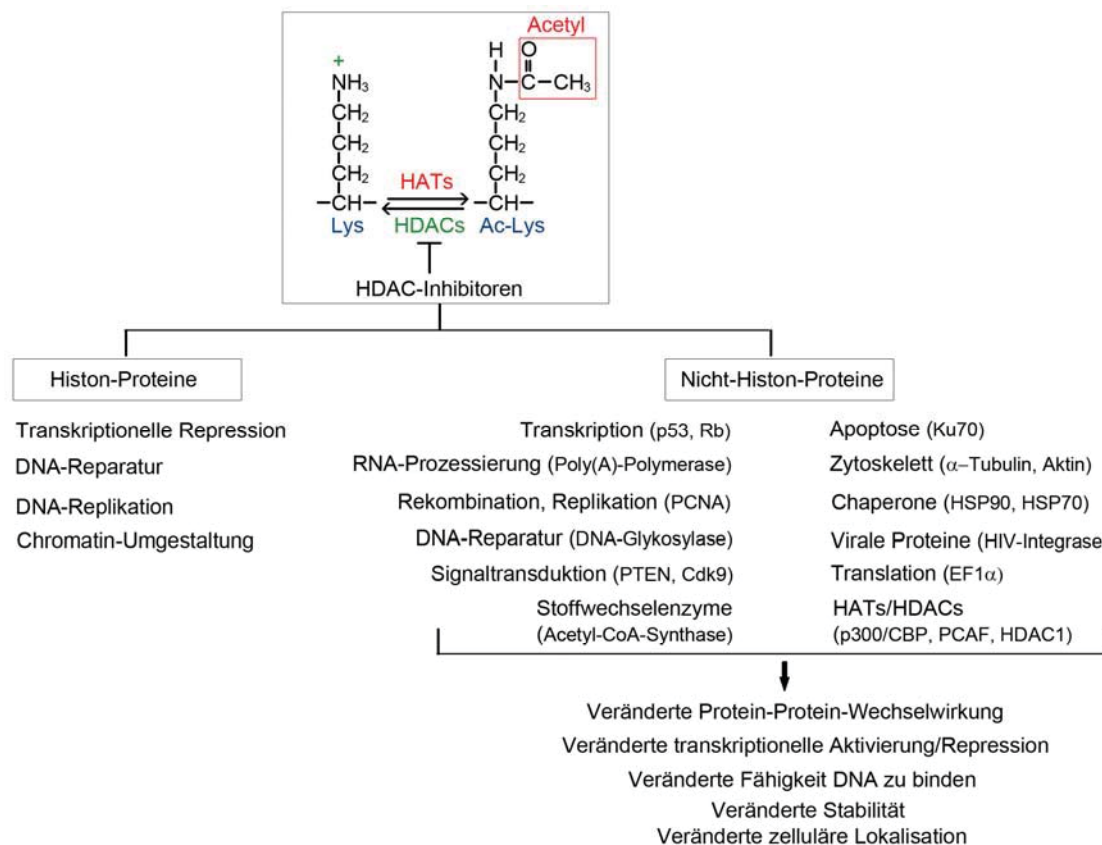 Acetyl
H O
+
NH3 N–C–CH3
CH2 CH2
CH2 CH2
CH2 CH2
HATs
–CH– –CH–
Lys HDACs Ac-Lys
HDAC-Inhibitoren
Histon-Proteine
Nicht-Histon-Proteine
Transkriptionelle Repression
DNA-Reparatur
DNA-Replikation
Chromatin-Umgestaltung
Transkription (p53, Rb)
RNA-Prozessierung (Poly(A)-Polymerase)
Rekombination, Replikation (PCNA)
DNA-Reparatur (DNA-Glykosylase)
Signaltransduktion (PTEN, Cdk9)
Stoffwechselenzyme
(Acetyl-CoA-Synthase)
Apoptose (Ku70)
Zytoskelett (α–Tubulin, Aktin)
Chaperone (HSP90, HSP70)
Virale Proteine (HIV-Integrase
Translation (EF1α)
HATs/HDACs
(p300/CBP, PCAF, HDAC1)
Veränderte Protein-Protein-Wechselwirkung
Veränderte transkriptionelle Aktivierung/Repression
Veränderte Fähigkeit DNA zu binden
Veränderte Stabilität
Veränderte zelluläre Lokalisation